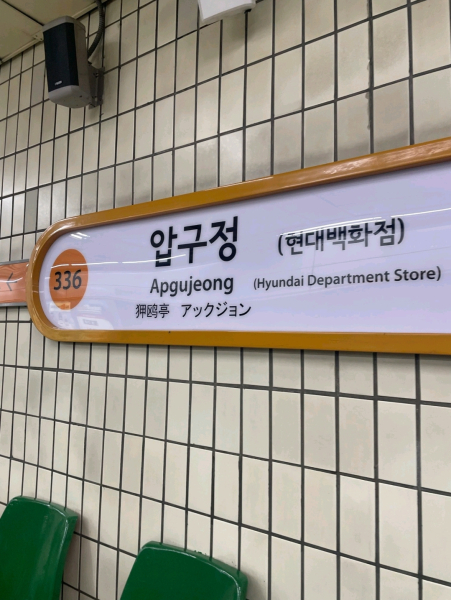 336
압구정 (현대백화점)
Apgujeong (Hyundai Department Store)
狎鸥亭 アックジョン